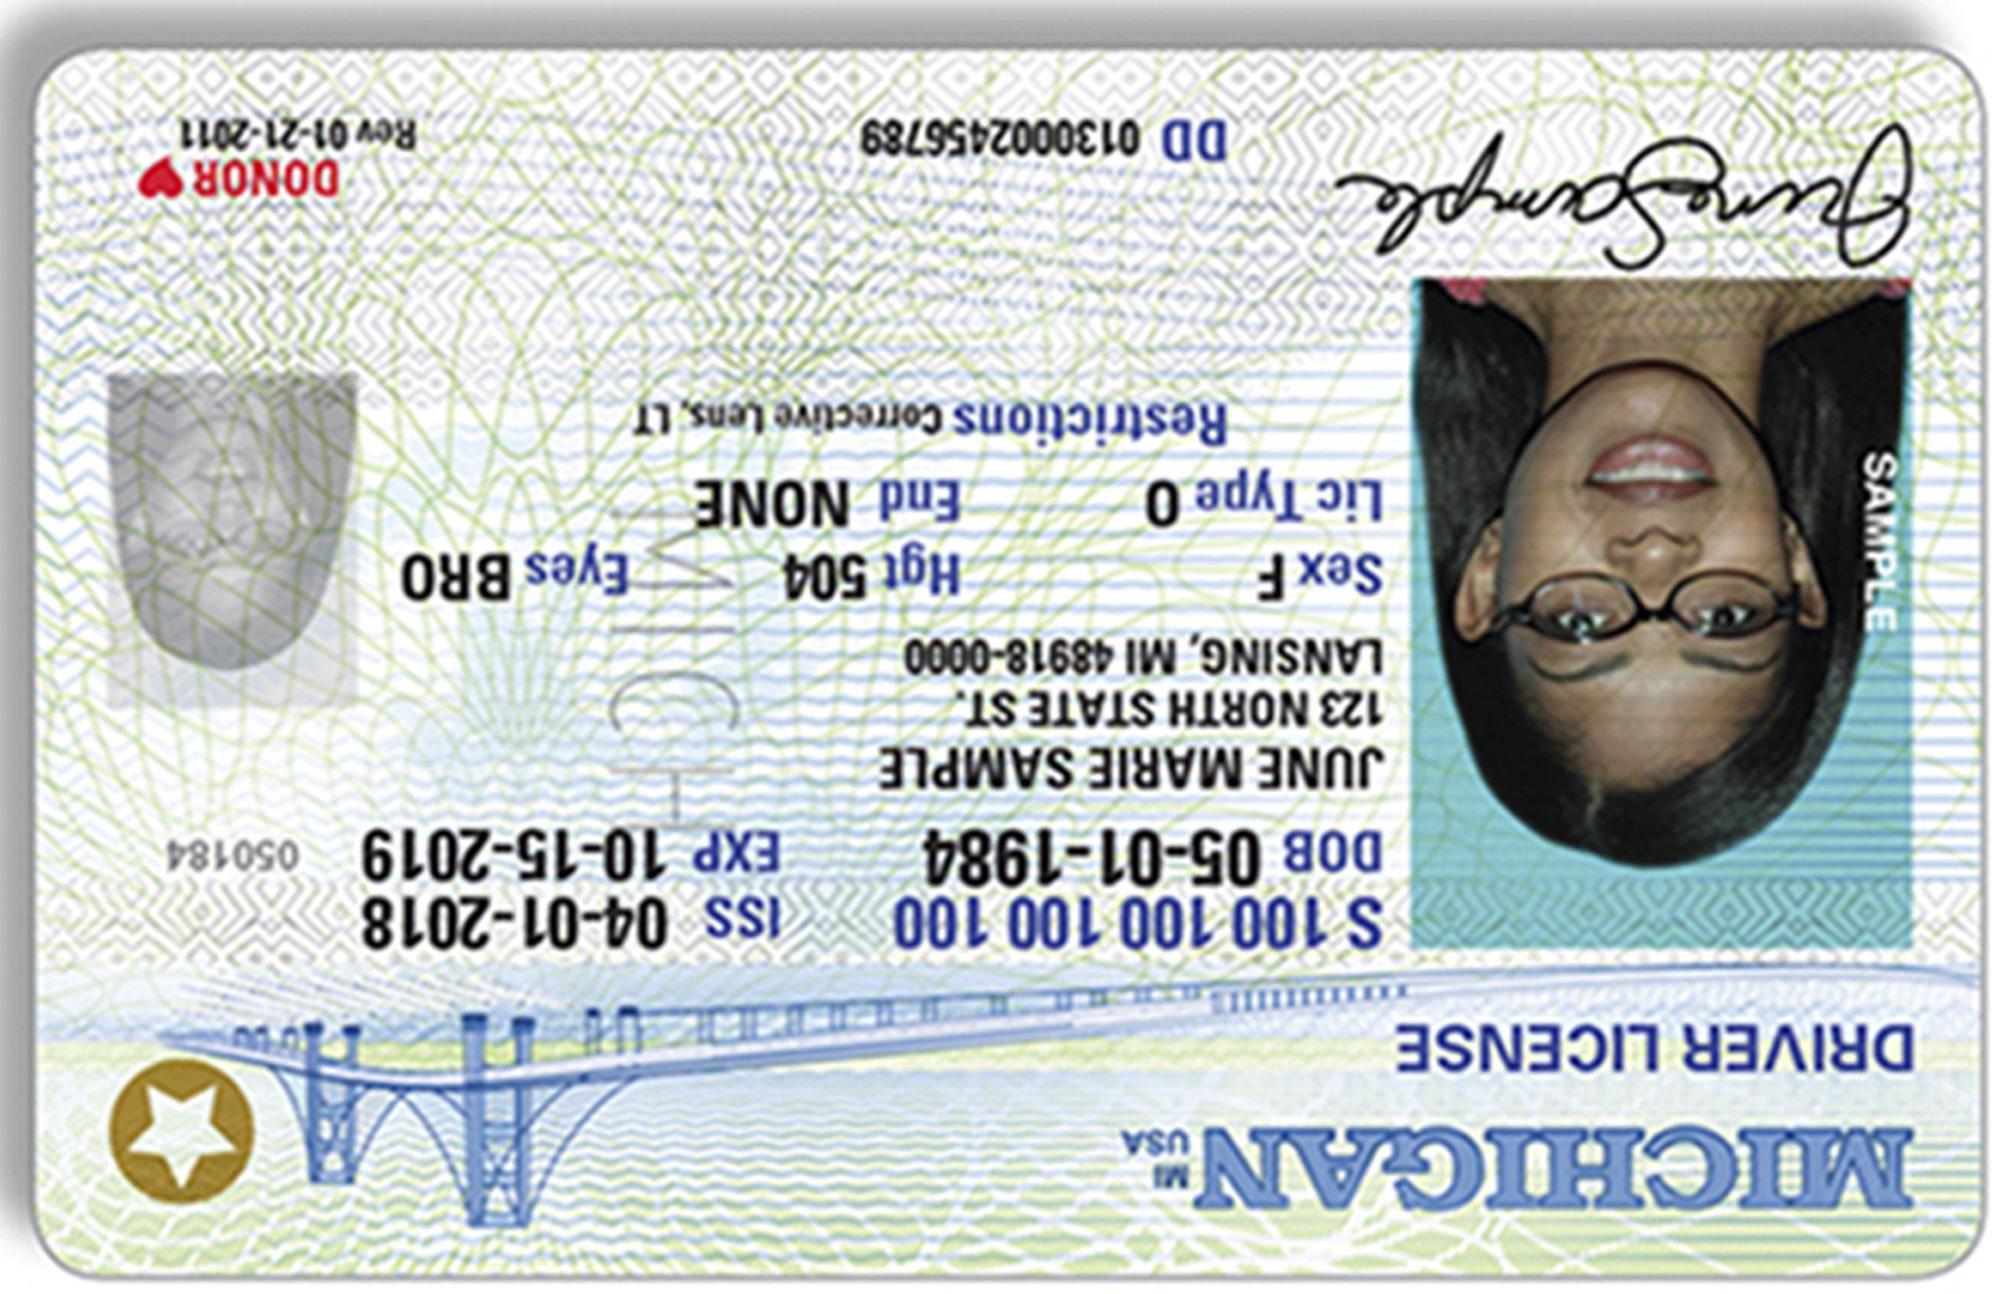 MICHIGAN MI USA
DRIVER LICENSE
S 100 100 100 100 ISS 04-01-2018
DOB 05-01-1984 EXP 10-15-2019
050184
JUNE MARIE SAMPLE
123 NORTH STATE ST.
LANSING, MI 48918-0000
Sex F Hgt 504 Eyes BRO
Lic Type O End NONE
Restrictions Corrective Lens, LT
SAMPLE
MICH
June Sample
DD 0130002456789
DONOR
Rev 01-21-2011